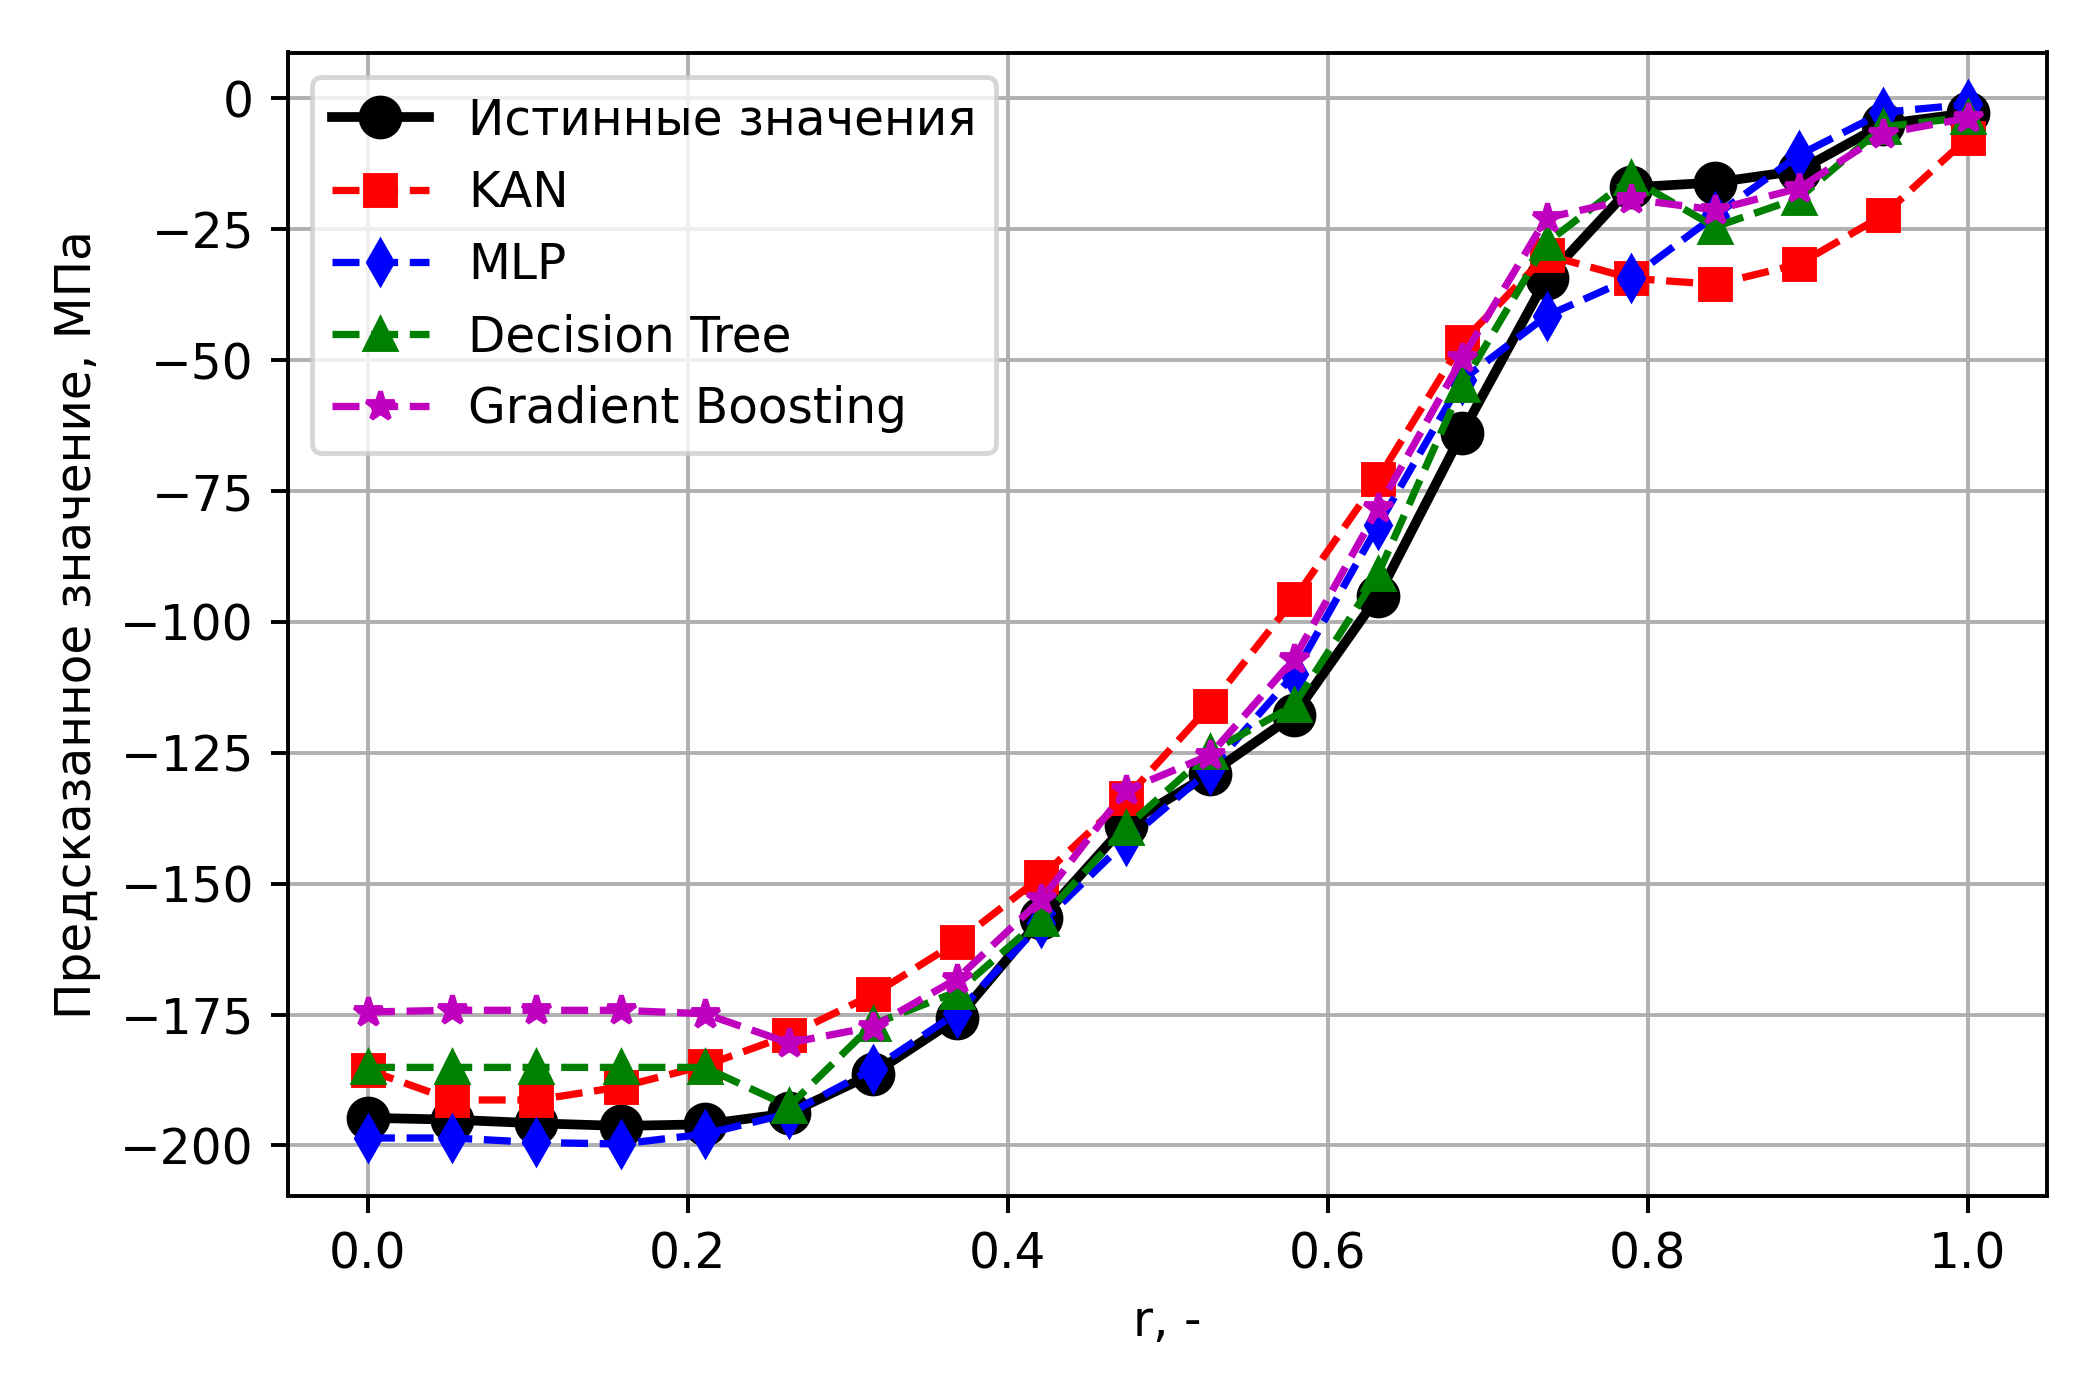 Истинные значения
KAN
MLP
Decision Tree
Gradient Boosting
Предсказанное значение, МПа
0
−25
−50
−75
−100
−125
−150
−175
−200
0.0 0.2 0.4 0.6 0.8 1.0
r, -